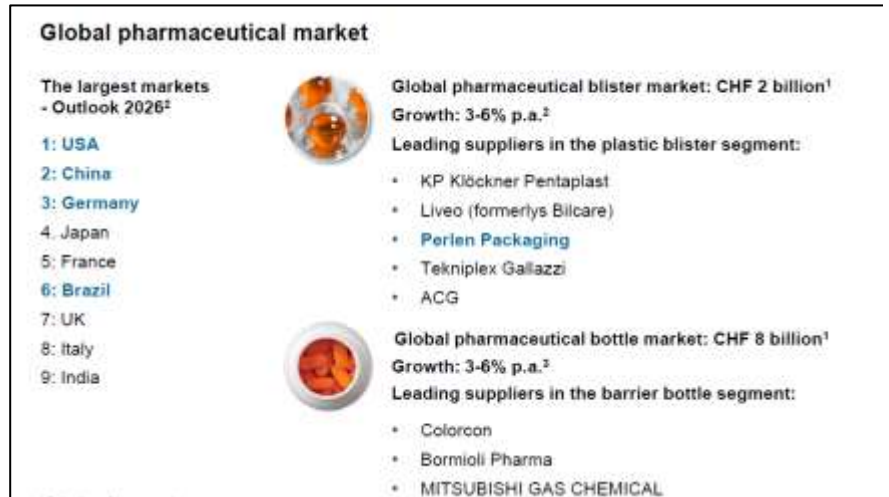 Global pharmaceutical market
The largest markets
- Outlook 2026²
1: USA
2: China
3: Germany
4. Japan
5: France
6: Brazil
7: UK
8: Italy
9: India
Global pharmaceutical blister market: CHF 2 billion¹
Growth: 3-6% p.a.²
Leading suppliers in the plastic blister segment:
• KP Klöckner Pentaplast
• Liveo (formerlys Bilcare)
• Perlen Packaging
• Tekniplex Gallazzi
• ACG
Global pharmaceutical bottle market: CHF 8 billion¹
Growth: 3-6% p.a.³
Leading suppliers in the barrier bottle segment:
• Colorcon
• Bormioli Pharma
• MITSUBISHI GAS CHEMICAL